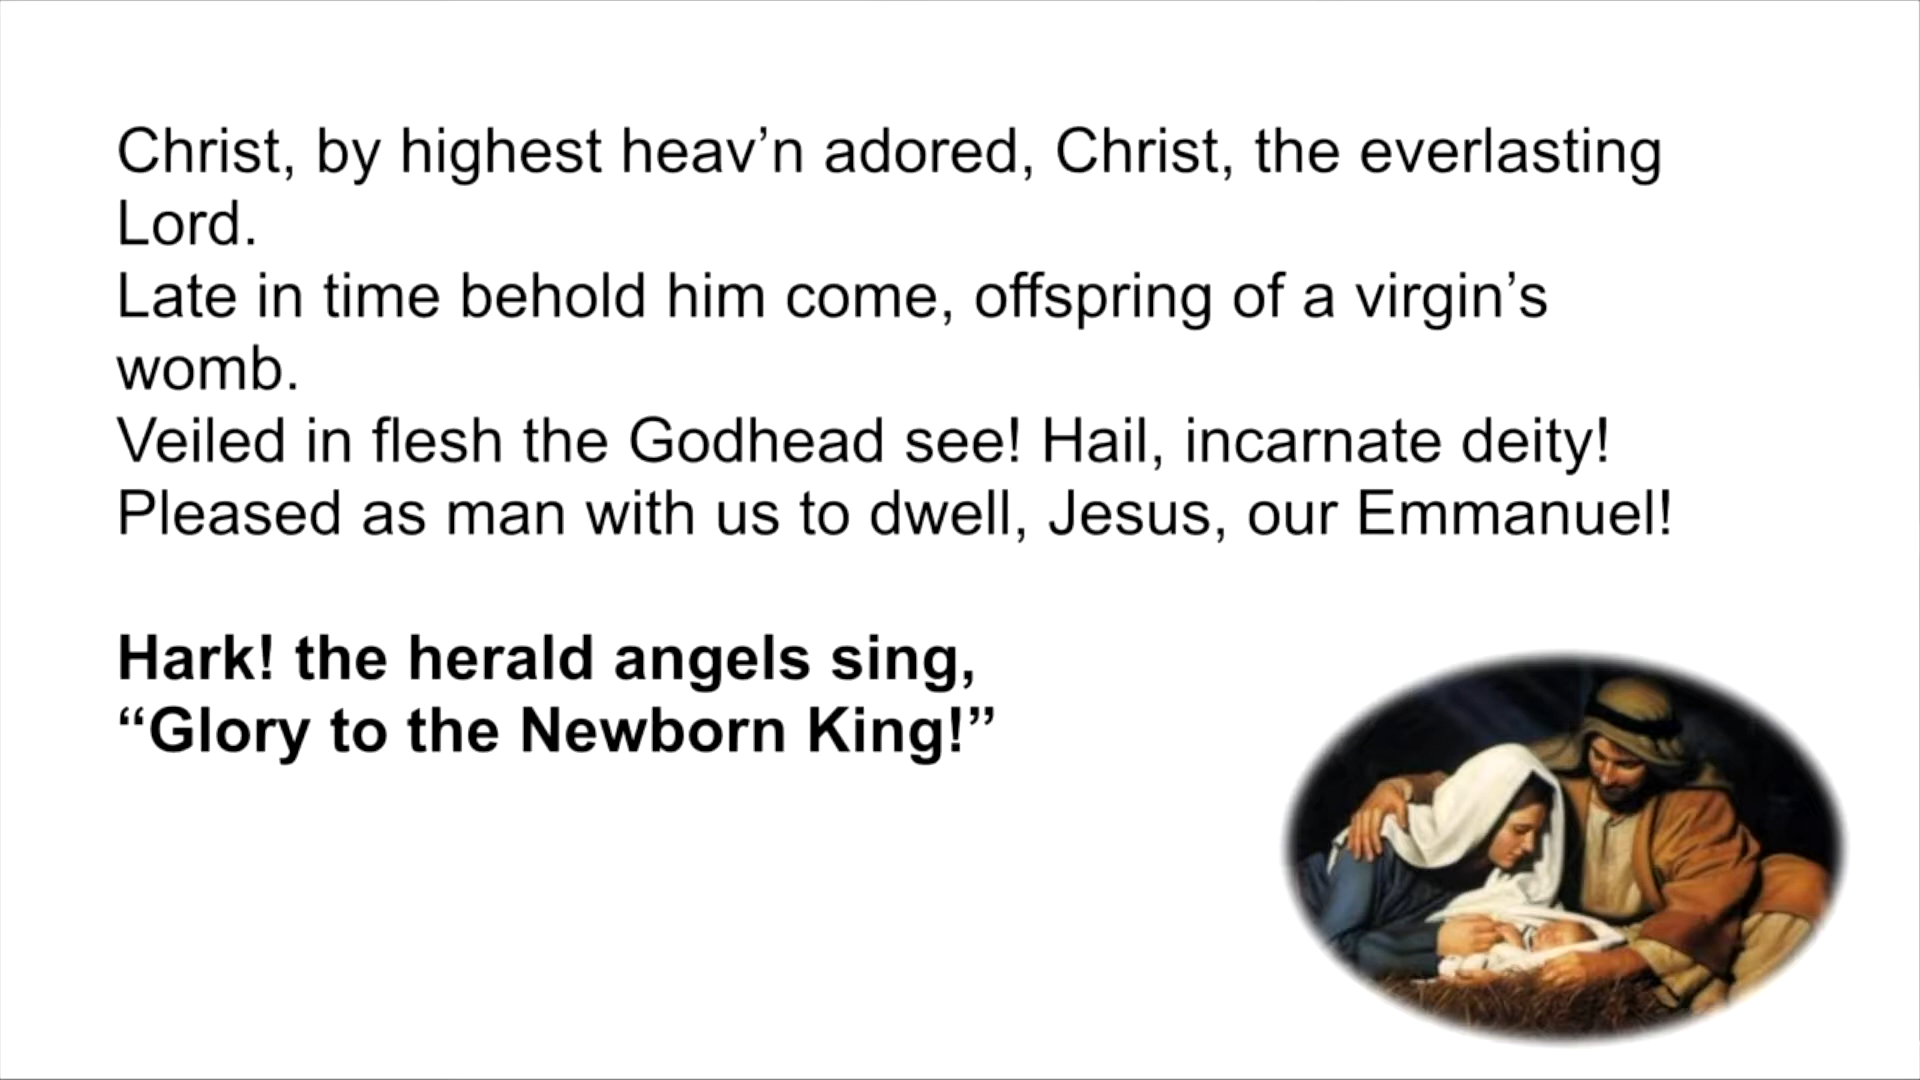 Christ, by highest heav’n adored, Christ, the everlasting
Lord.
Late in time behold him come, offspring of a virgin’s
womb.
Veiled in flesh the Godhead see! Hail, incarnate deity!
Pleased as man with us to dwell, Jesus, our Emmanuel!
Hark! the herald angels sing,
“Glory to the Newborn King!”